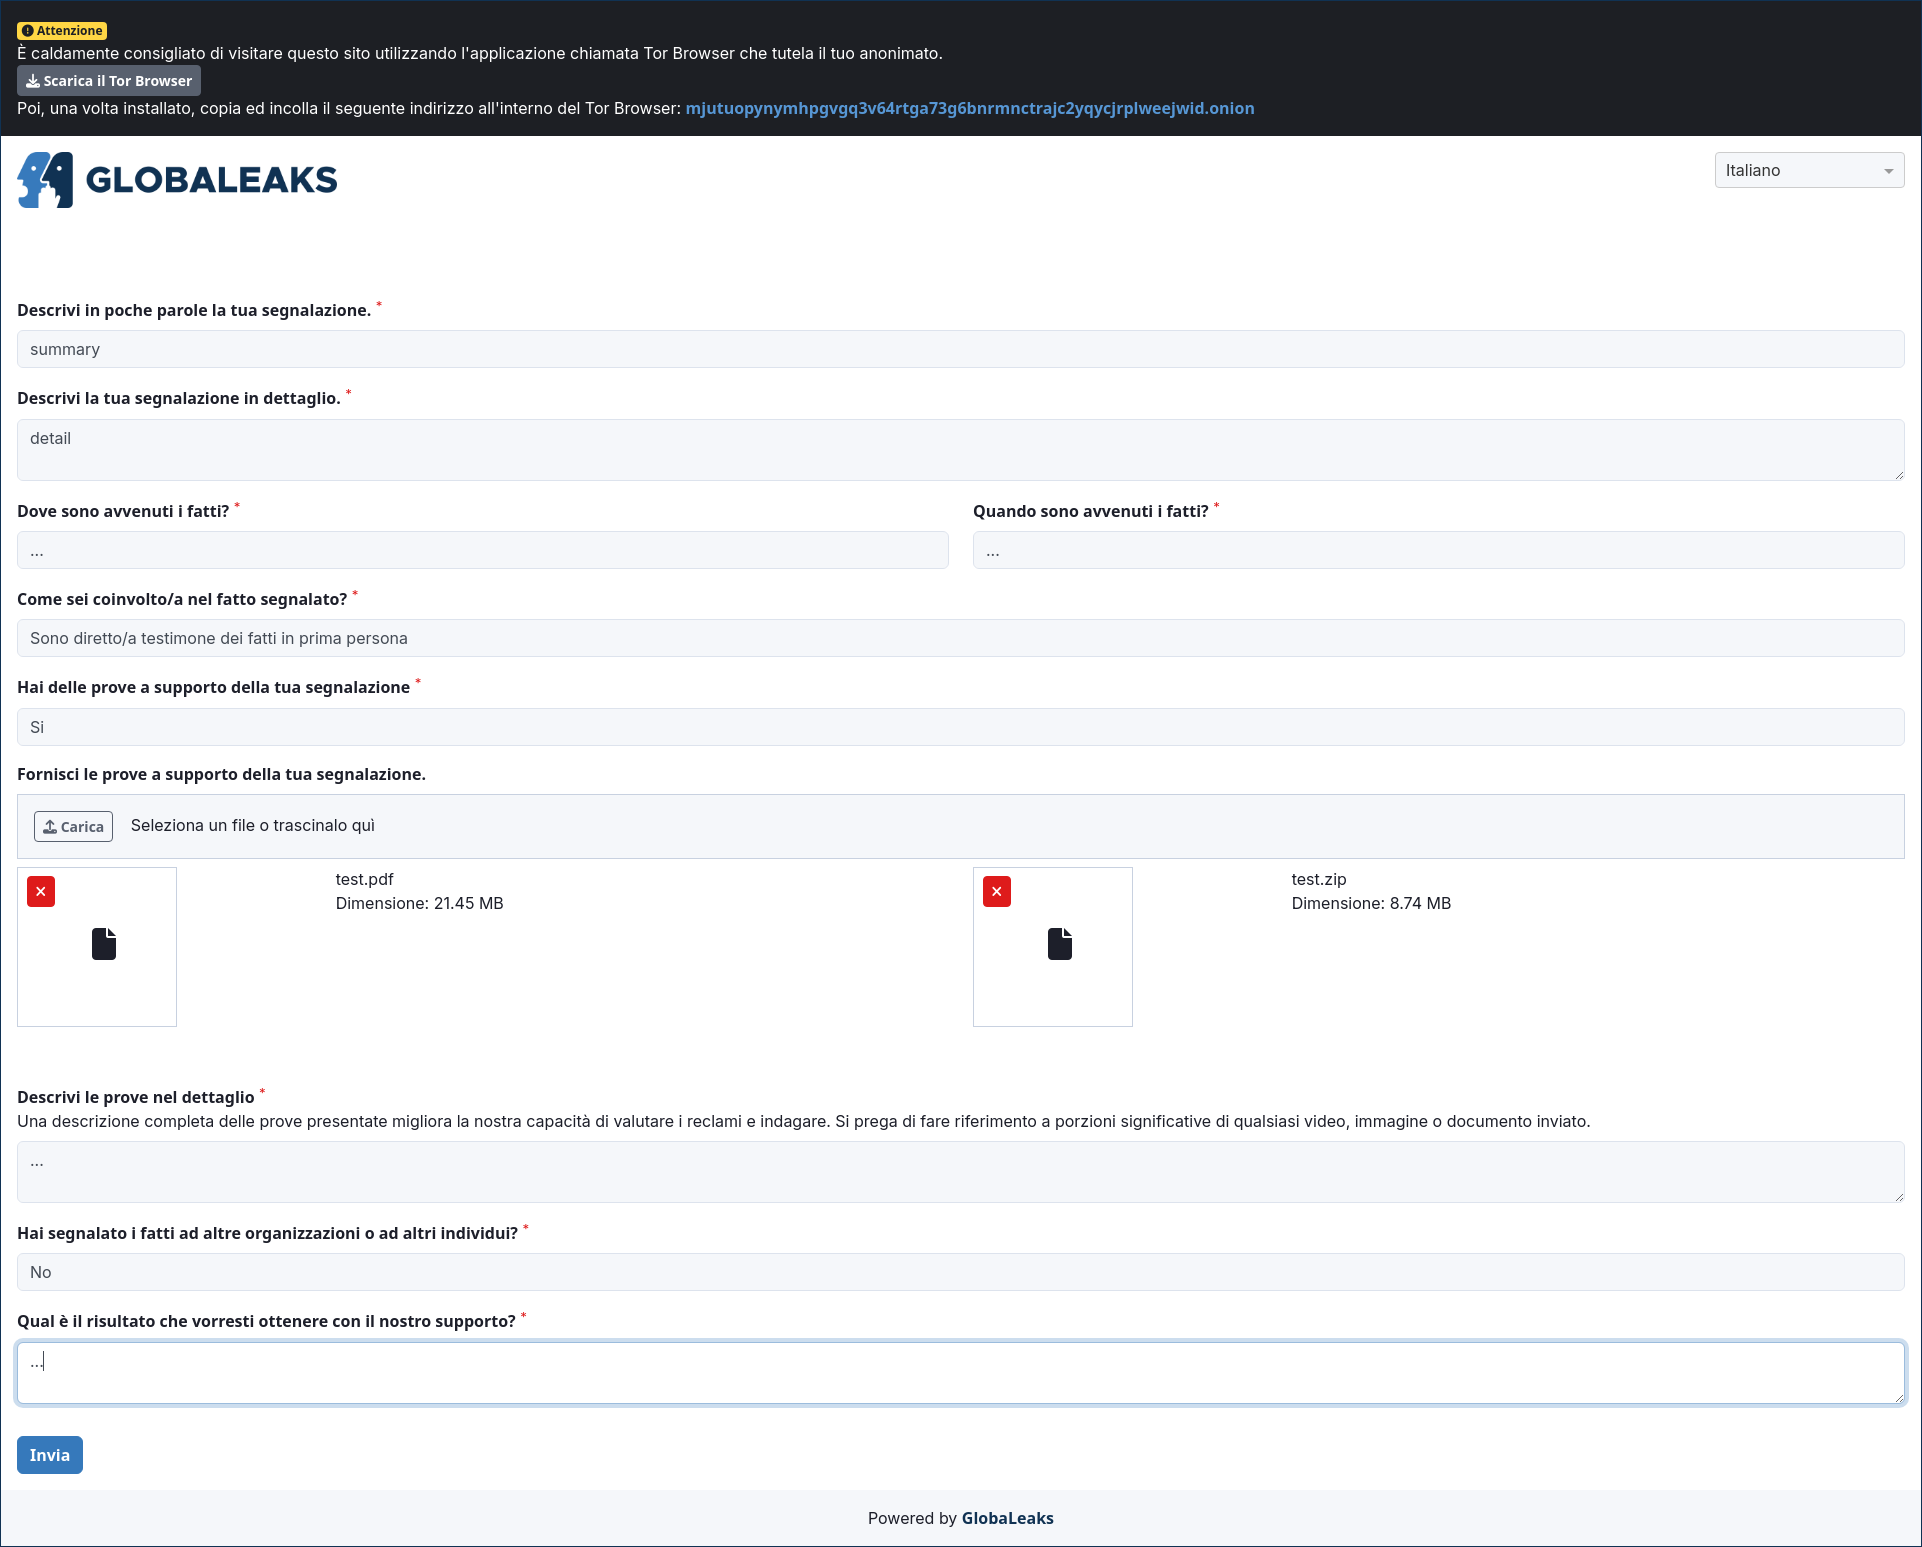 Attenzione
È caldamente consigliato di visitare questo sito utilizzando l'applicazione chiamata Tor Browser che tutela il tuo anonimato.
Scarica il Tor Browser
Poi, una volta installato, copia ed incolla il seguente indirizzo all'interno del Tor Browser: mjutuopynymhpgvgq3v64rtga73g6bnrmnctrajc2yqycjrplweejwid.onion
GLOBALEAKS
Italiano
Descrivi in poche parole la tua segnalazione. *
summary
Descrivi la tua segnalazione in dettaglio. *
detail
Dove sono avvenuti i fatti? *
...
Quando sono avvenuti i fatti? *
...
Come sei coinvolto/a nel fatto segnalato? *
Sono diretto/a testimone dei fatti in prima persona
Hai delle prove a supporto della tua segnalazione *
Si
Fornisci le prove a supporto della tua segnalazione.
Carica
Seleziona un file o trascinalo quì
test.pdf
Dimensione: 21.45 MB
test.zip
Dimensione: 8.74 MB
Descrivi le prove nel dettaglio *
Una descrizione completa delle prove presentate migliora la nostra capacità di valutare i reclami e indagare. Si prega di fare riferimento a porzioni significative di qualsiasi video, immagine o documento inviato.
...
Hai segnalato i fatti ad altre organizzazioni o ad altri individui? *
No
Qual è il risultato che vorresti ottenere con il nostro supporto? *
...
Invia
Powered by GlobaLeaks